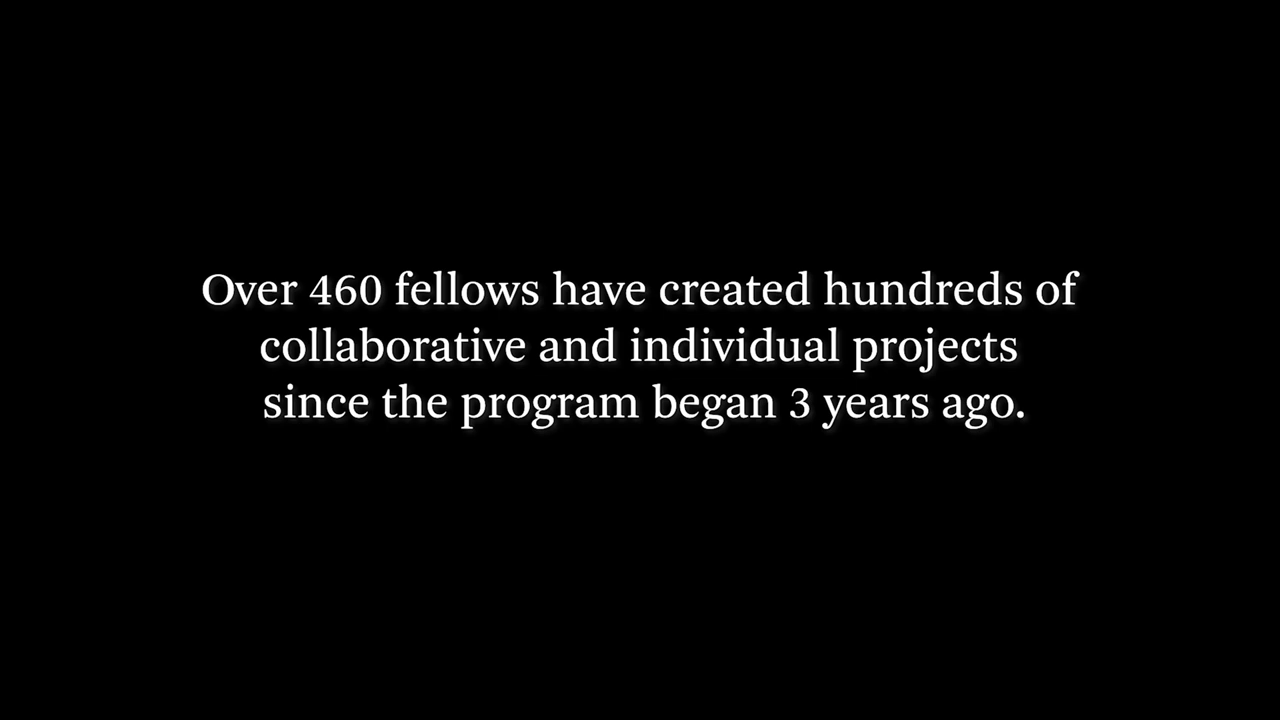 Over 460 fellows have created hundreds of
collaborative and individual projects
since the program began 3 years ago.